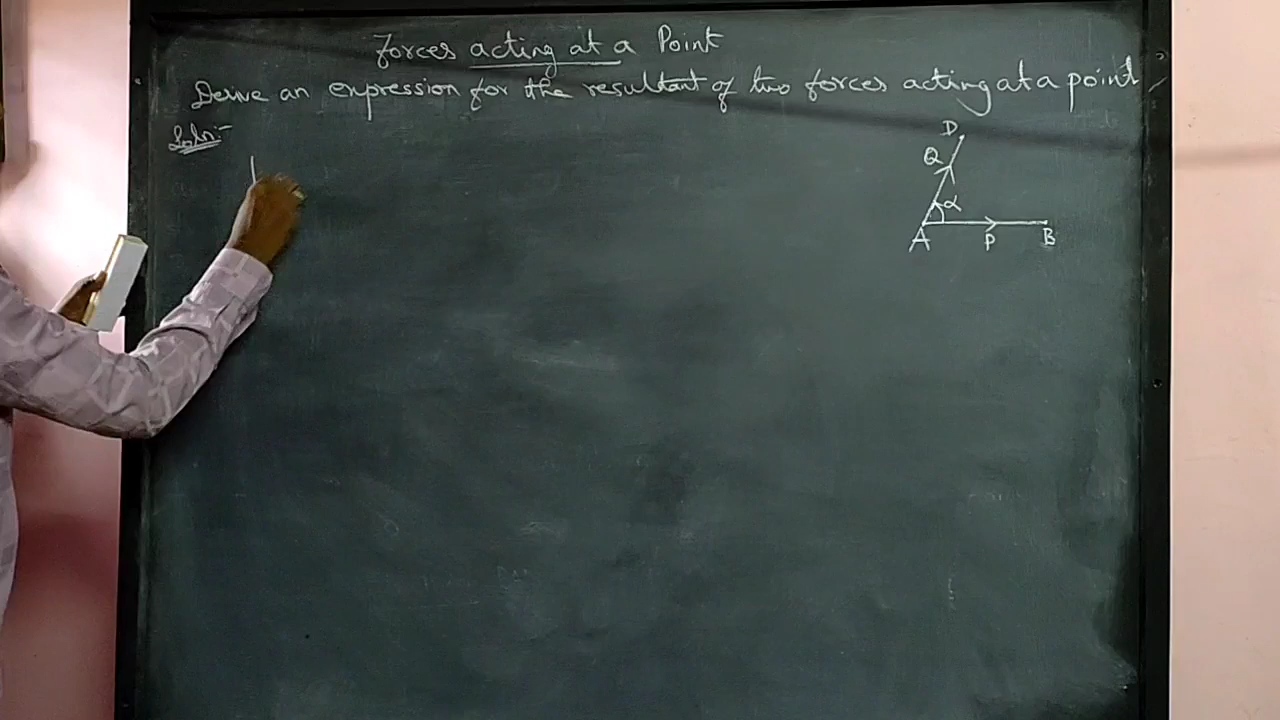 Forces acting at a Point
Derive an expression for the resultant of two forces acting at a point
Soln:-
D
Q
α
A P B